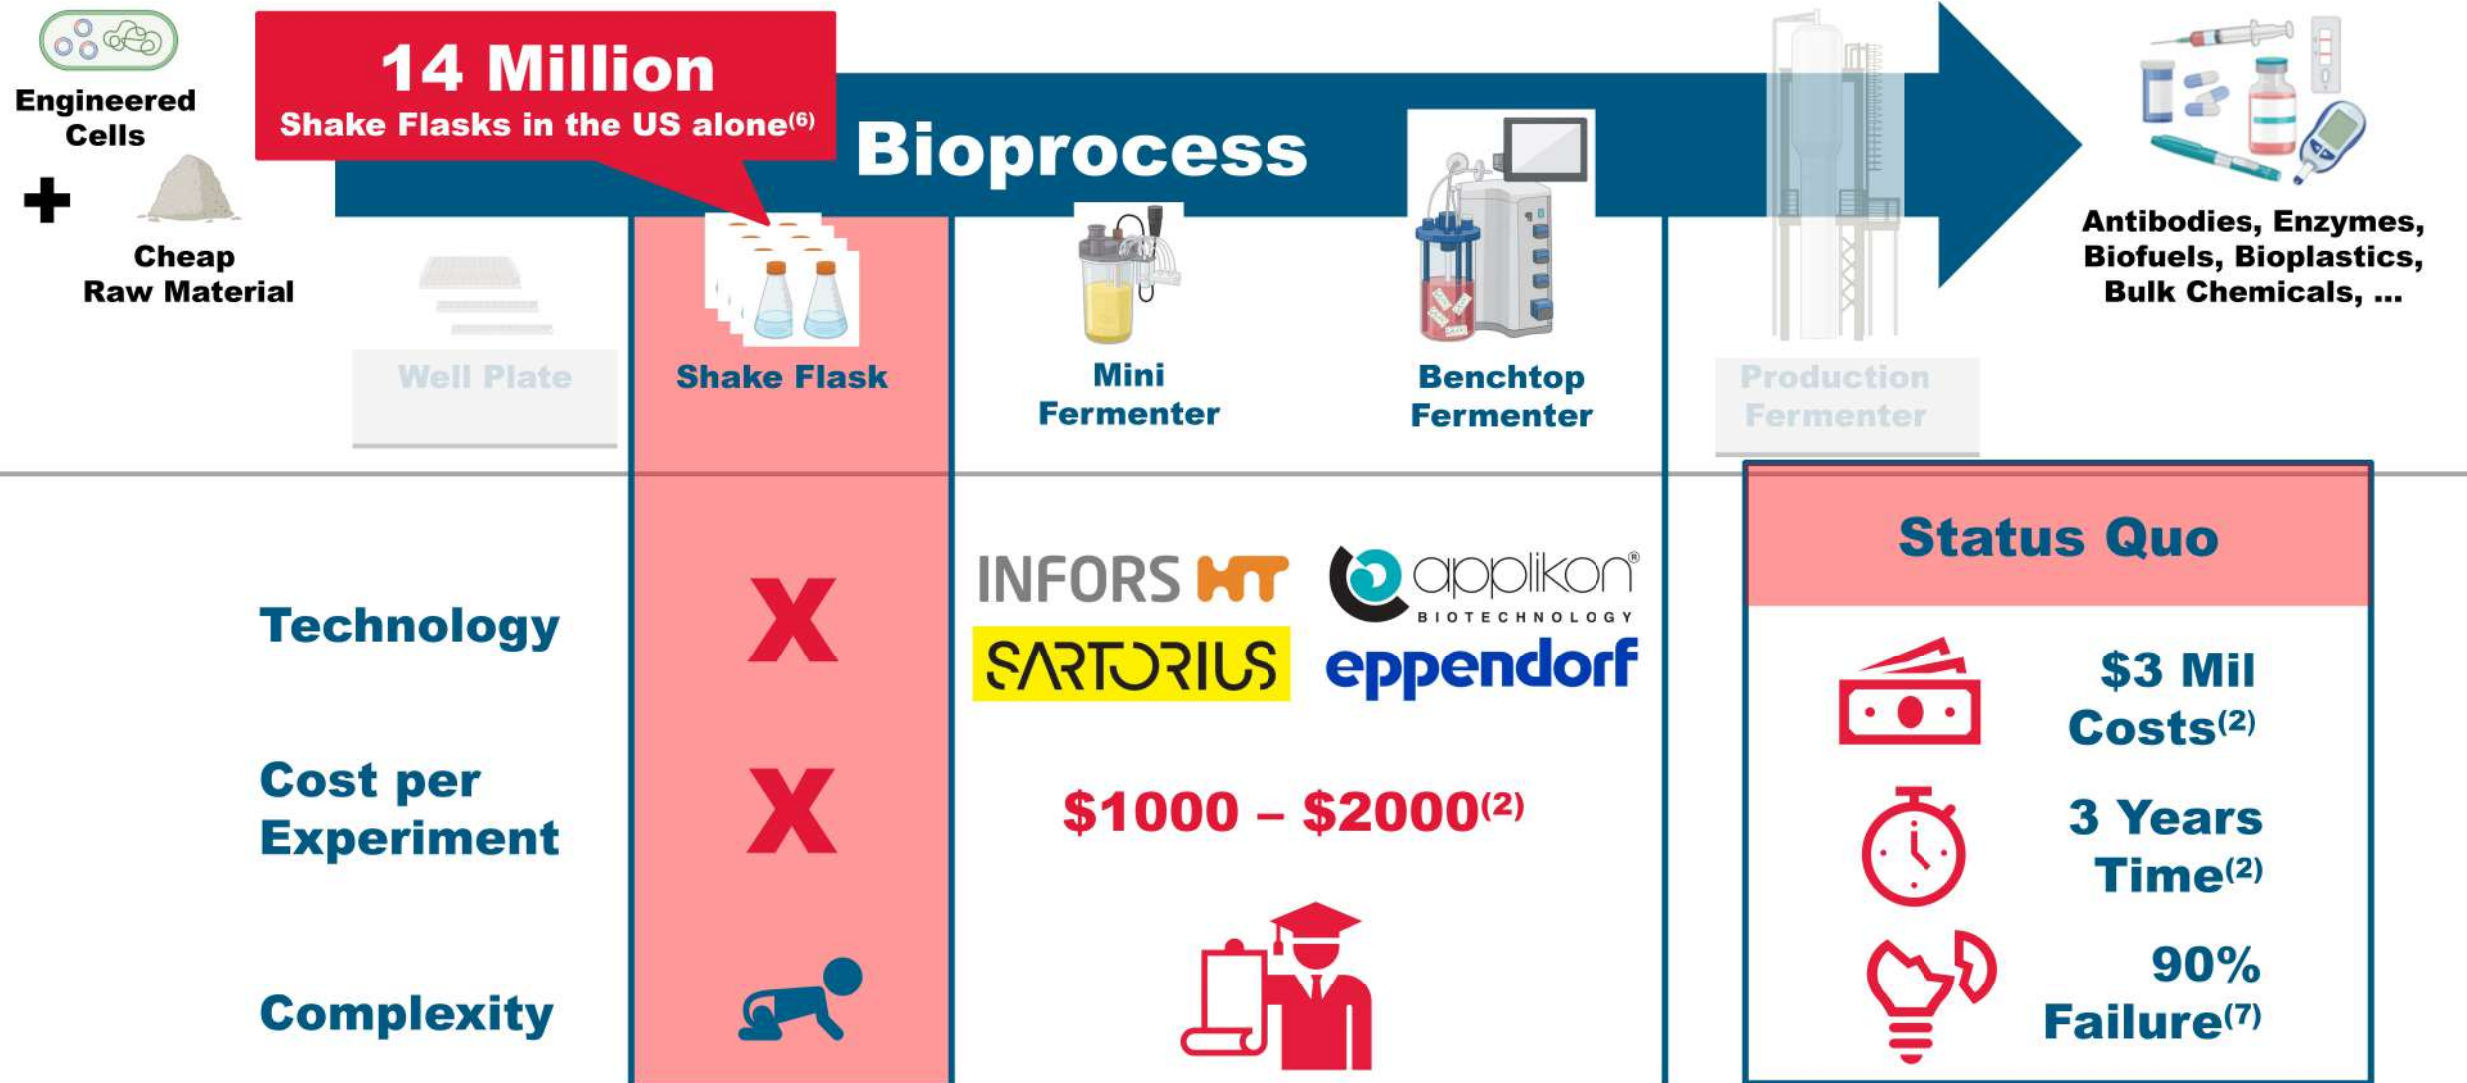 Engineered
Cells
+
Cheap
Raw Material
14 Million
Shake Flasks in the US alone(6)
Bioprocess
Antibodies, Enzymes,
Biofuels, Bioplastics,
Bulk Chemicals, ...
Well Plate
Shake Flask
Mini
Fermenter
Benchtop
Fermenter
Production
Fermenter
Technology
X
INFORS HT
applikon®
BIOTECHNOLOGY
SARTORIUS
eppendorf
Cost per
Experiment
X
$1000 – $2000(2)
Complexity
Status Quo
$3 Mil
Costs(2)
3 Years
Time(2)
90%
Failure(7)